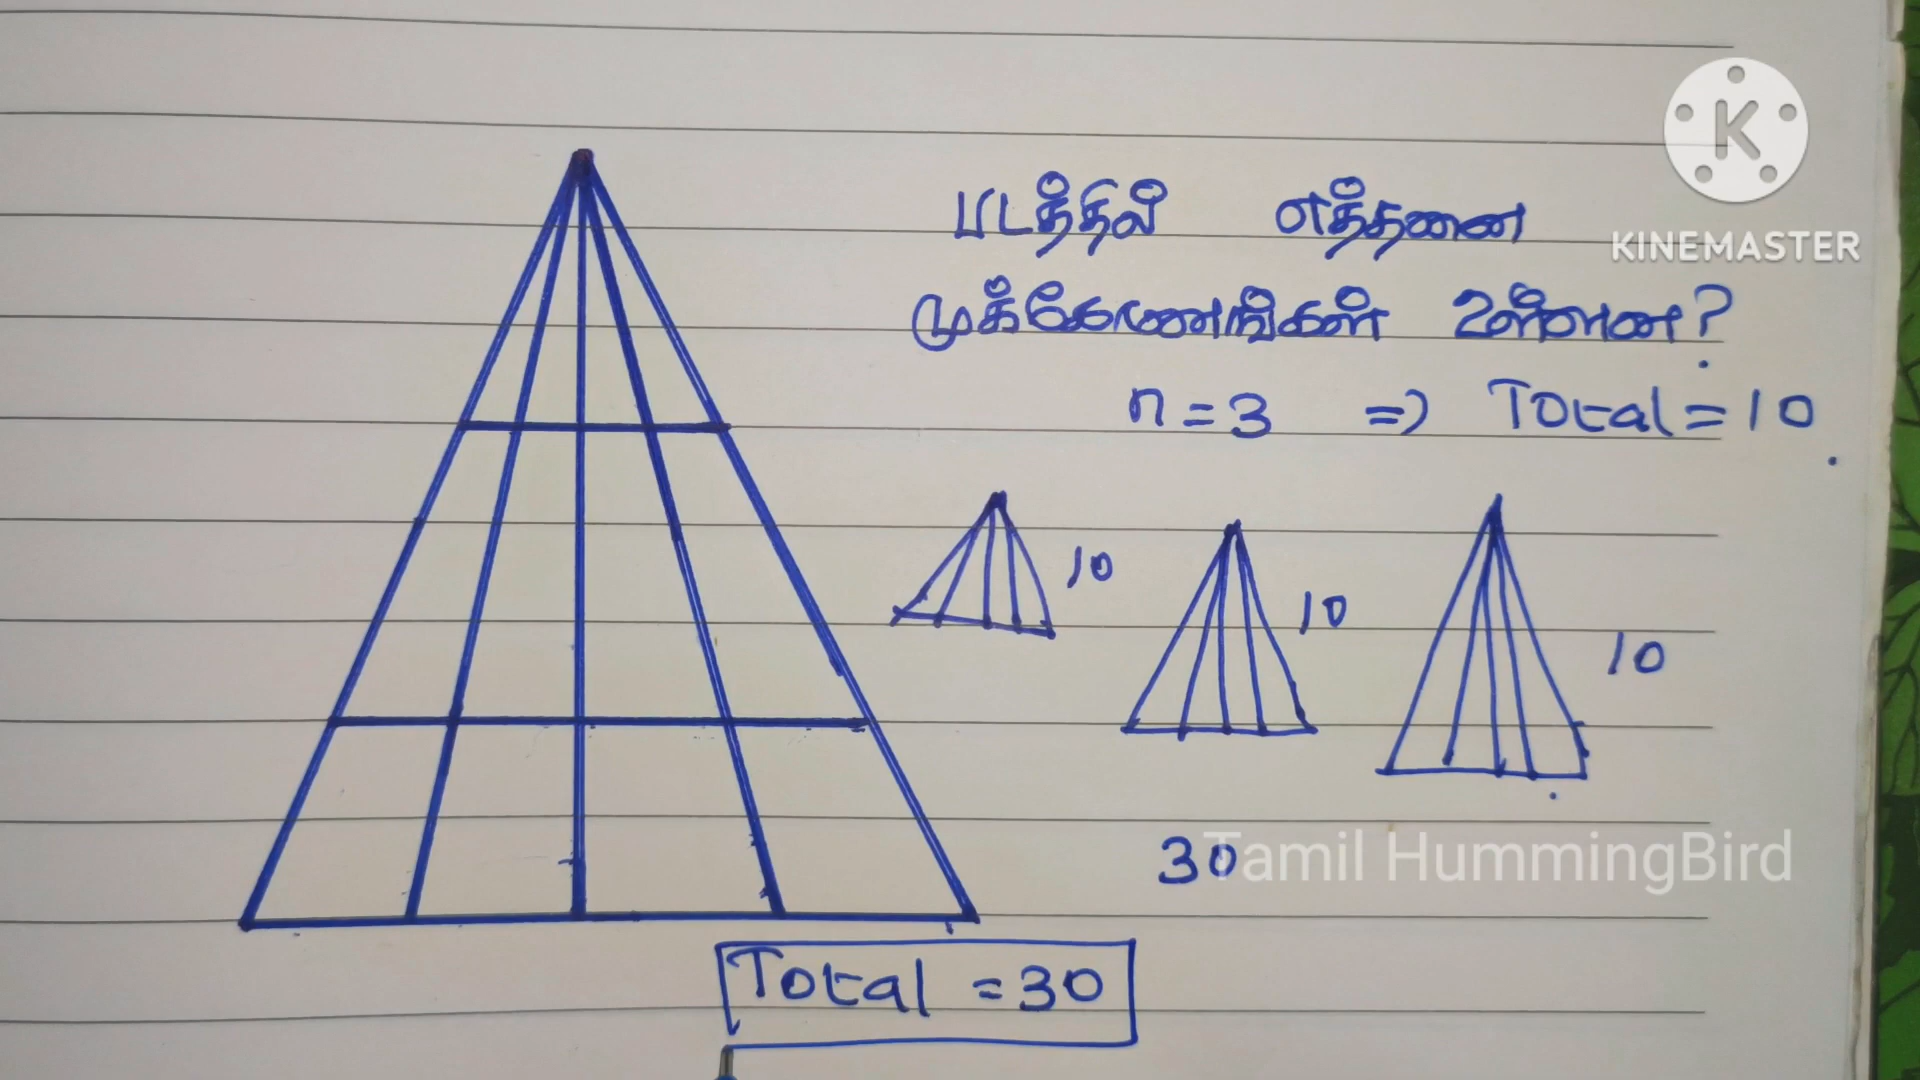 படத்தில் எத்தனை
முக்கோணங்கள் உள்ளன?
n = 3 => Total = 10
10
10
10
30
Total = 30
K
KINEMASTER
Tamil HummingBird